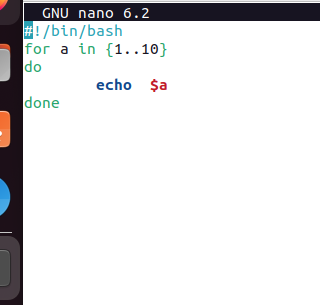 GNU nano 6.2
#!/bin/bash
for a in {1..10}
do
        echo  $a
done